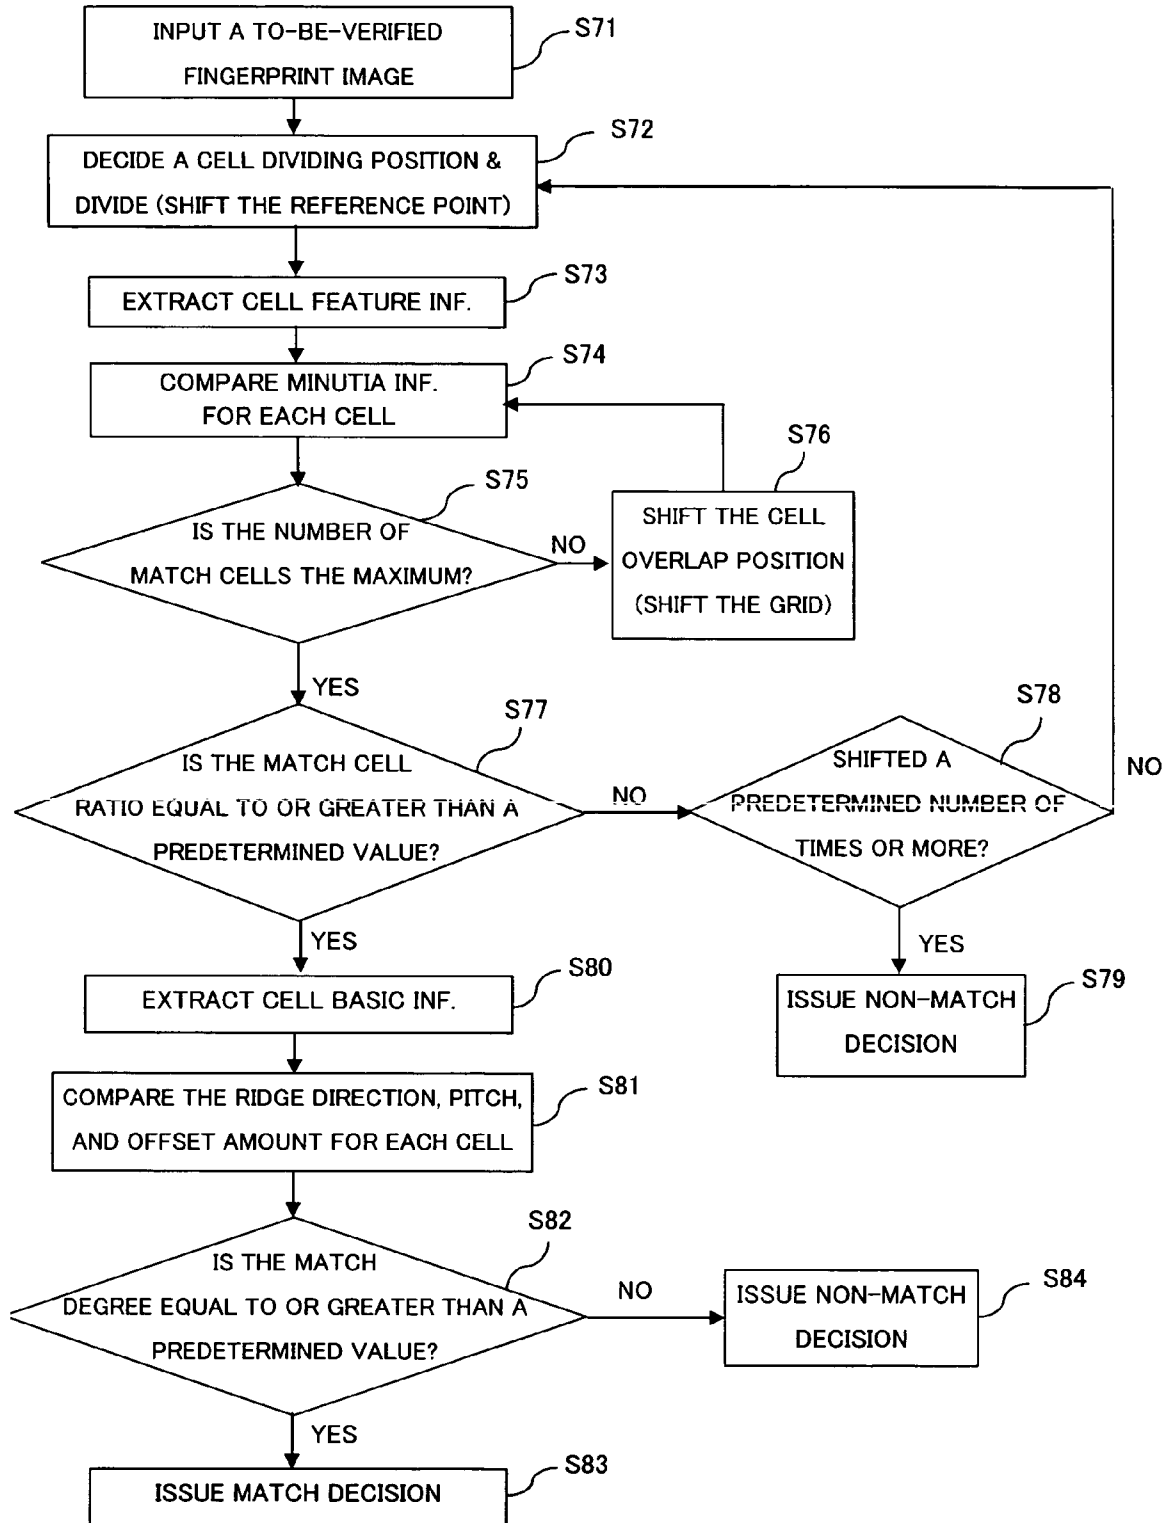 INPUT A TO-BE-VERIFIED
FINGERPRINT IMAGE
S71
DECIDE A CELL DIVIDING POSITION &
DIVIDE (SHIFT THE REFERENCE POINT)
S72
EXTRACT CELL FEATURE INF.
S73
COMPARE MINUTIA INF.
FOR EACH CELL
S74
IS THE NUMBER OF
MATCH CELLS THE MAXIMUM?
S75
NO
SHIFT THE CELL
OVERLAP POSITION
(SHIFT THE GRID)
S76
YES
IS THE MATCH CELL
RATIO EQUAL TO OR GREATER THAN A
PREDETERMINED VALUE?
S77
NO
SHIFTED A
PREDETERMINED NUMBER OF
TIMES OR MORE?
S78
NO
YES
ISSUE NON-MATCH
DECISION
S79
YES
EXTRACT CELL BASIC INF.
S80
COMPARE THE RIDGE DIRECTION, PITCH,
AND OFFSET AMOUNT FOR EACH CELL
S81
IS THE MATCH
DEGREE EQUAL TO OR GREATER THAN A
PREDETERMINED VALUE?
S82
NO
ISSUE NON-MATCH
DECISION
S84
YES
ISSUE MATCH DECISION
S83